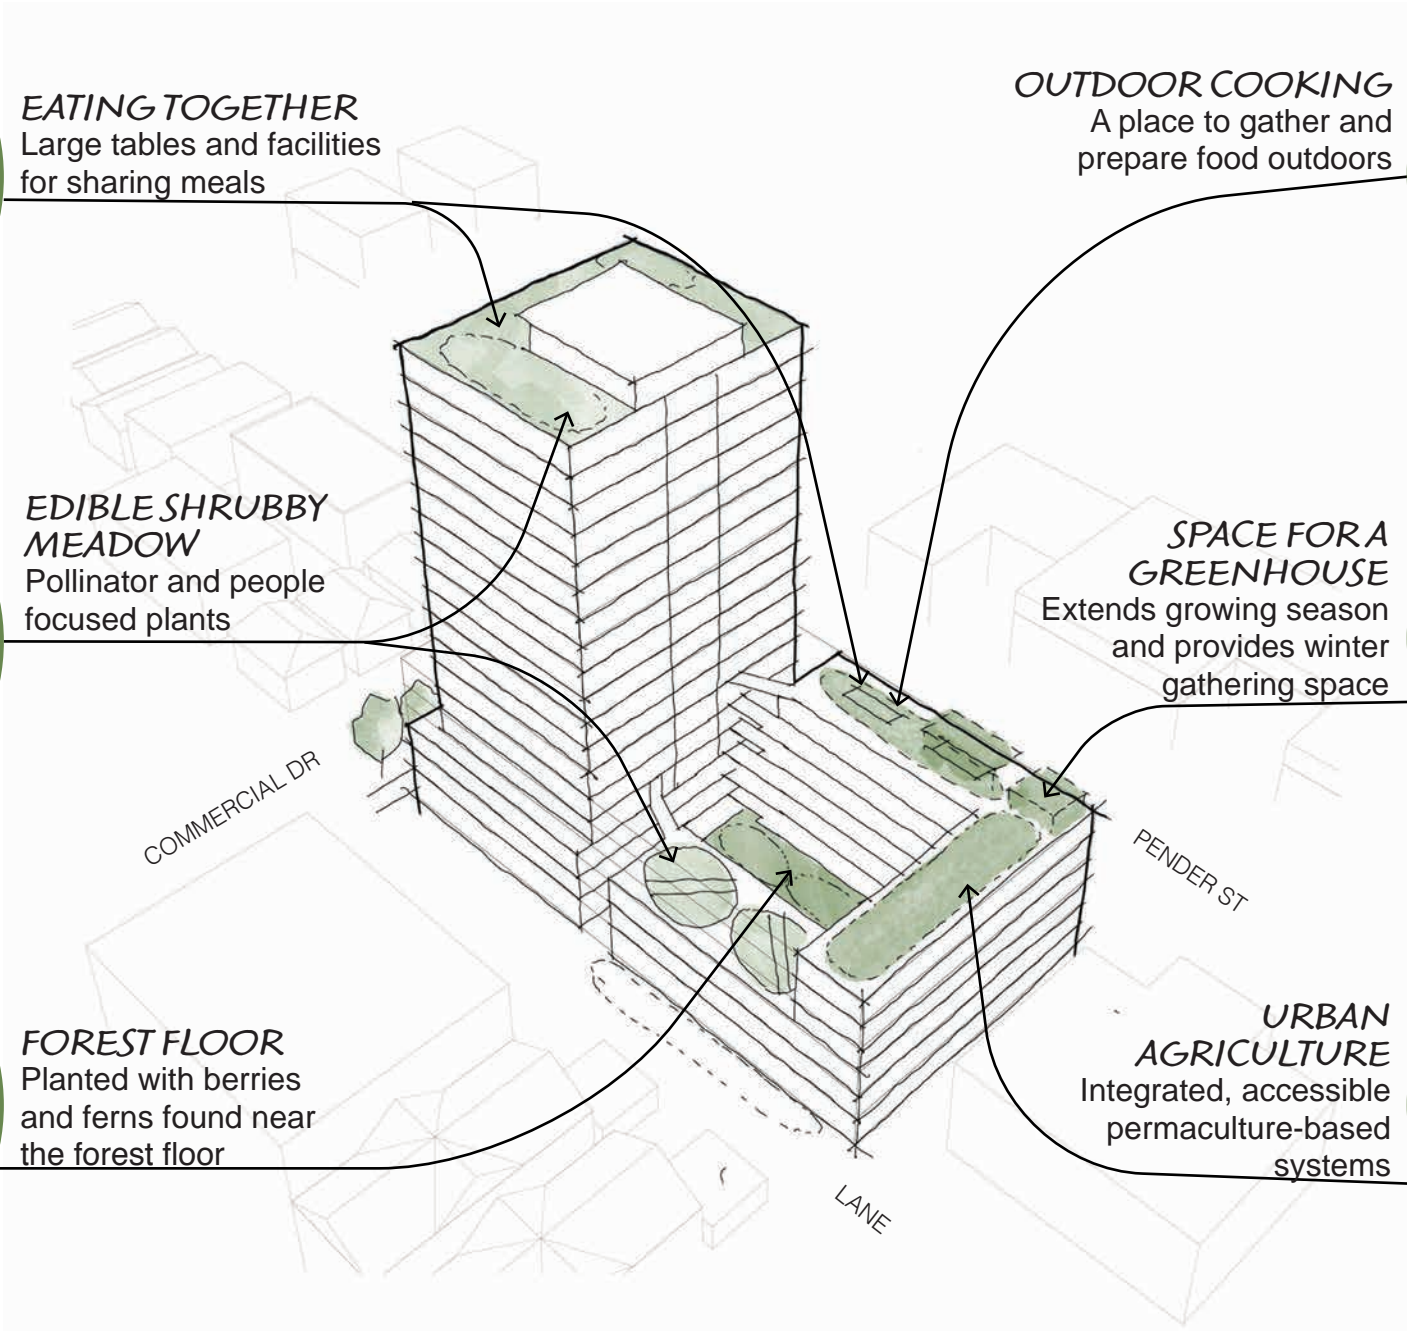 EATING TOGETHER
Large tables and facilities
for sharing meals
OUTDOOR COOKING
A place to gather and
prepare food outdoors
EDIBLE SHRUBBY
MEADOW
Pollinator and people
focused plants
SPACE FOR A
GREENHOUSE
Extends growing season
and provides winter
gathering space
COMMERCIAL DR
PENDER ST
FOREST FLOOR
Planted with berries
and ferns found near
the forest floor
URBAN
AGRICULTURE
Integrated, accessible
permaculture-based
systems
LANE